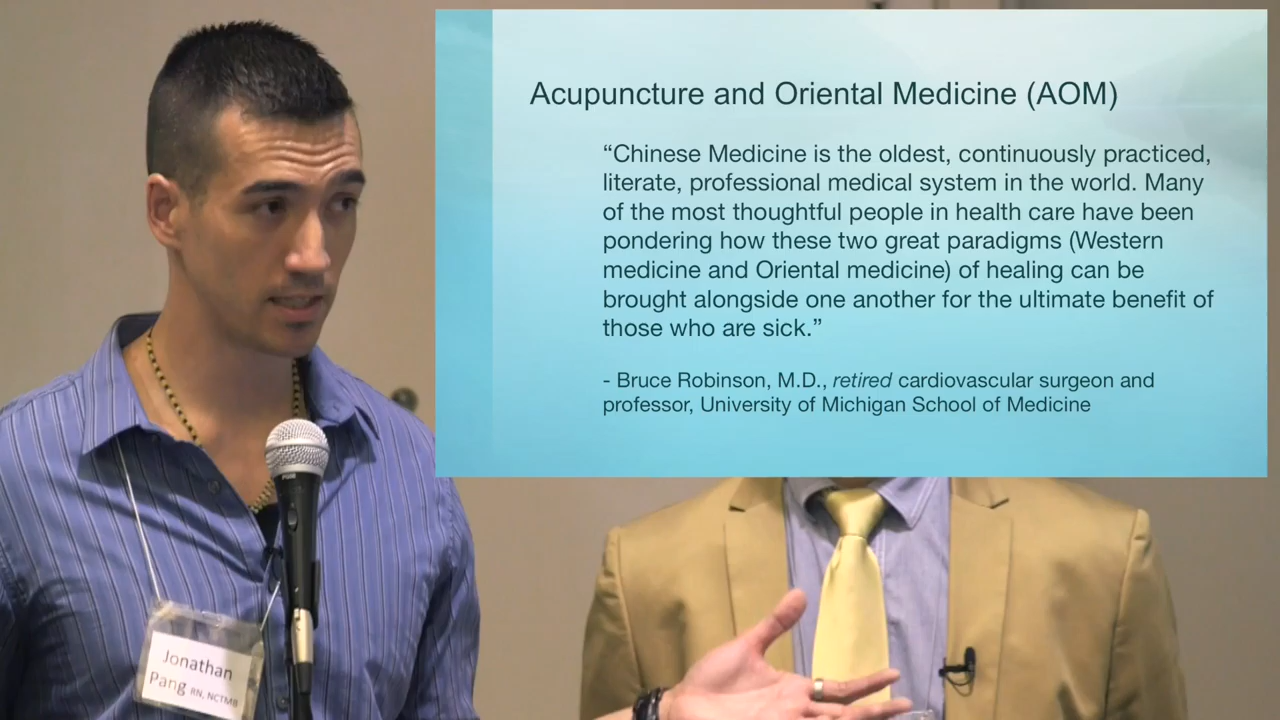 Acupuncture and Oriental Medicine (AOM)
“Chinese Medicine is the oldest, continuously practiced,
literate, professional medical system in the world. Many
of the most thoughtful people in health care have been
pondering how these two great paradigms (Western
medicine and Oriental medicine) of healing can be
brought alongside one another for the ultimate benefit of
those who are sick.”
- Bruce Robinson, M.D., retired cardiovascular surgeon and
professor, University of Michigan School of Medicine
Jonathan
Pang RN, NCTMB